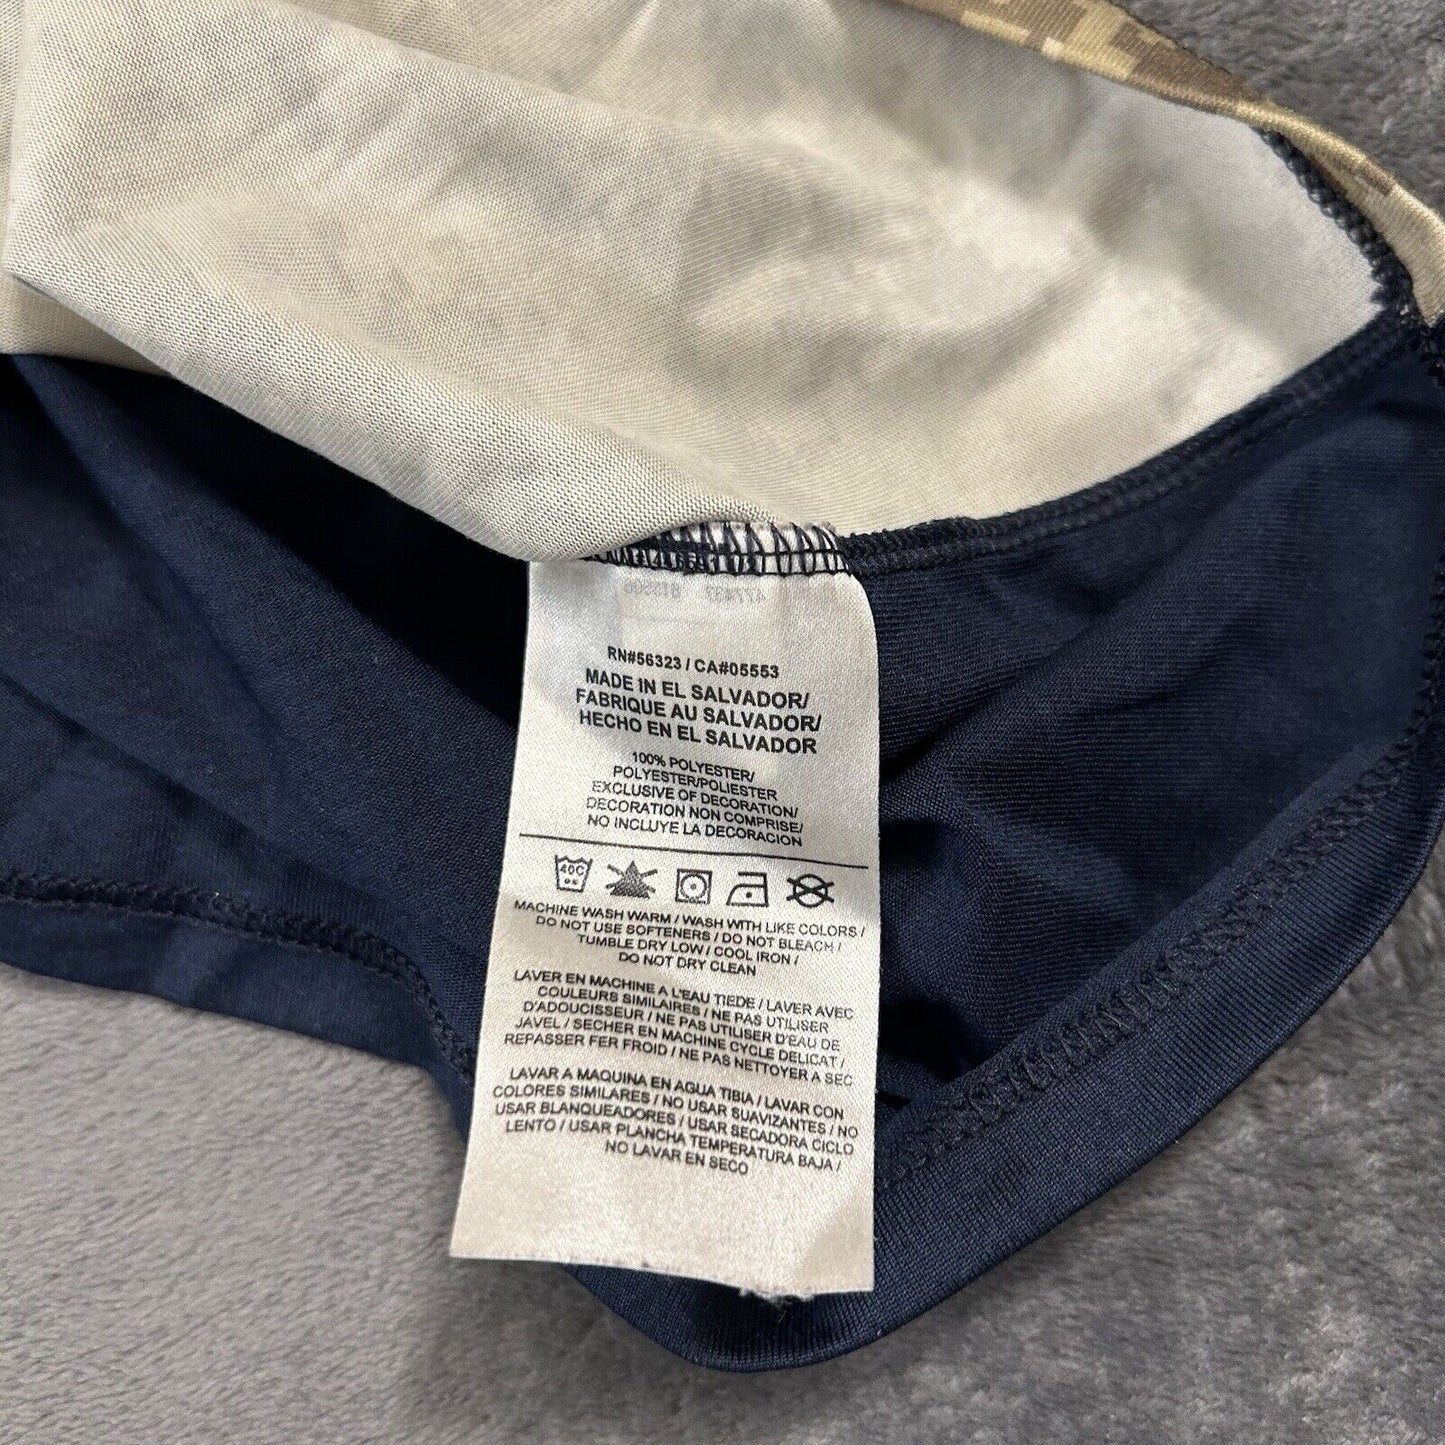 RN#56323 / CA#05553
MADE IN EL SALVADOR/
FABRIQUE AU SALVADOR/
HECHO EN EL SALVADOR
100% POLYESTER/
POLYESTER/POLIESTER
EXCLUSIVE OF DECORATION/
DECORATION NON COMPRISE/
NO INCLUYE LA DECORACION
40C
MACHINE WASH WARM / WASH WITH LIKE COLORS /
DO NOT USE SOFTENERS / DO NOT BLEACH /
TUMBLE DRY LOW / COOL IRON /
DO NOT DRY CLEAN
LAVER EN MACHINE A L'EAU TIEDE / LAVER AVEC
COULEURS SIMILAIRES / NE PAS UTILISER
D'ADOUCISSEUR / NE PAS UTILISER D'EAU DE
JAVEL / SECHER EN MACHINE CYCLE DELICAT /
REPASSER FER FROID / NE PAS NETTOYER A SEC
LAVAR A MAQUINA EN AGUA TIBIA / LAVAR CON
COLORES SIMILARES / NO USAR SUAVIZANTES / NO
USAR BLANQUEADORES / USAR SECADORA CICLO
LENTO / USAR PLANCHA TEMPERATURA BAJA /
NO LAVAR EN SECO